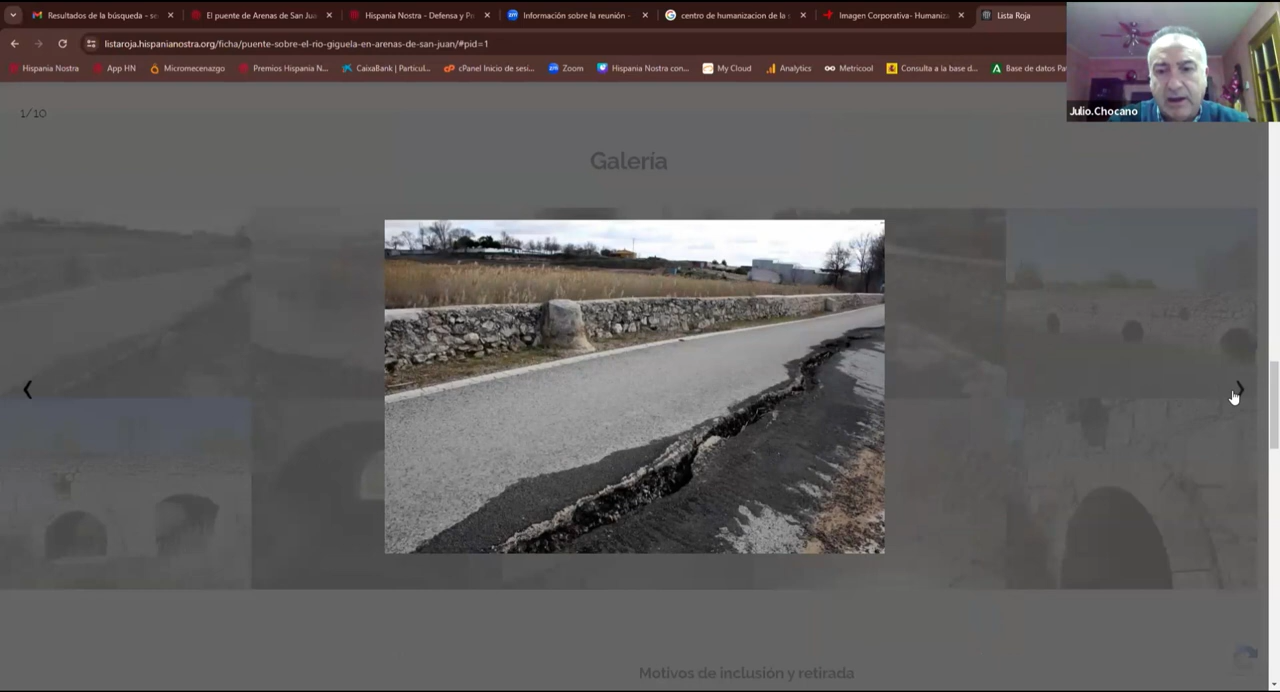 Resultados de la búsqueda - se
El puente de Arenas de San Jua
Hispania Nostra - Defensa y Pr
Información sobre la reunión -
centro de humanizacion de la s
Imagen Corporativa- Humaniza
Lista Roja
listaroja.hispanianostra.org/ficha/puente-sobre-el-rio-giguela-en-arenas-de-san-juan/#pid=1
Hispania Nostra
App HN
Micromecenazgo
Premios Hispania N...
CaixaBank | Particul...
cPanel Inicio de sesi...
Zoom
Hispania Nostra con...
My Cloud
Analytics
Metricool
Consulta a la base d...
Base de datos Pat
Julio.Chocano
1/10
Galería
Motivos de inclusión y retirada